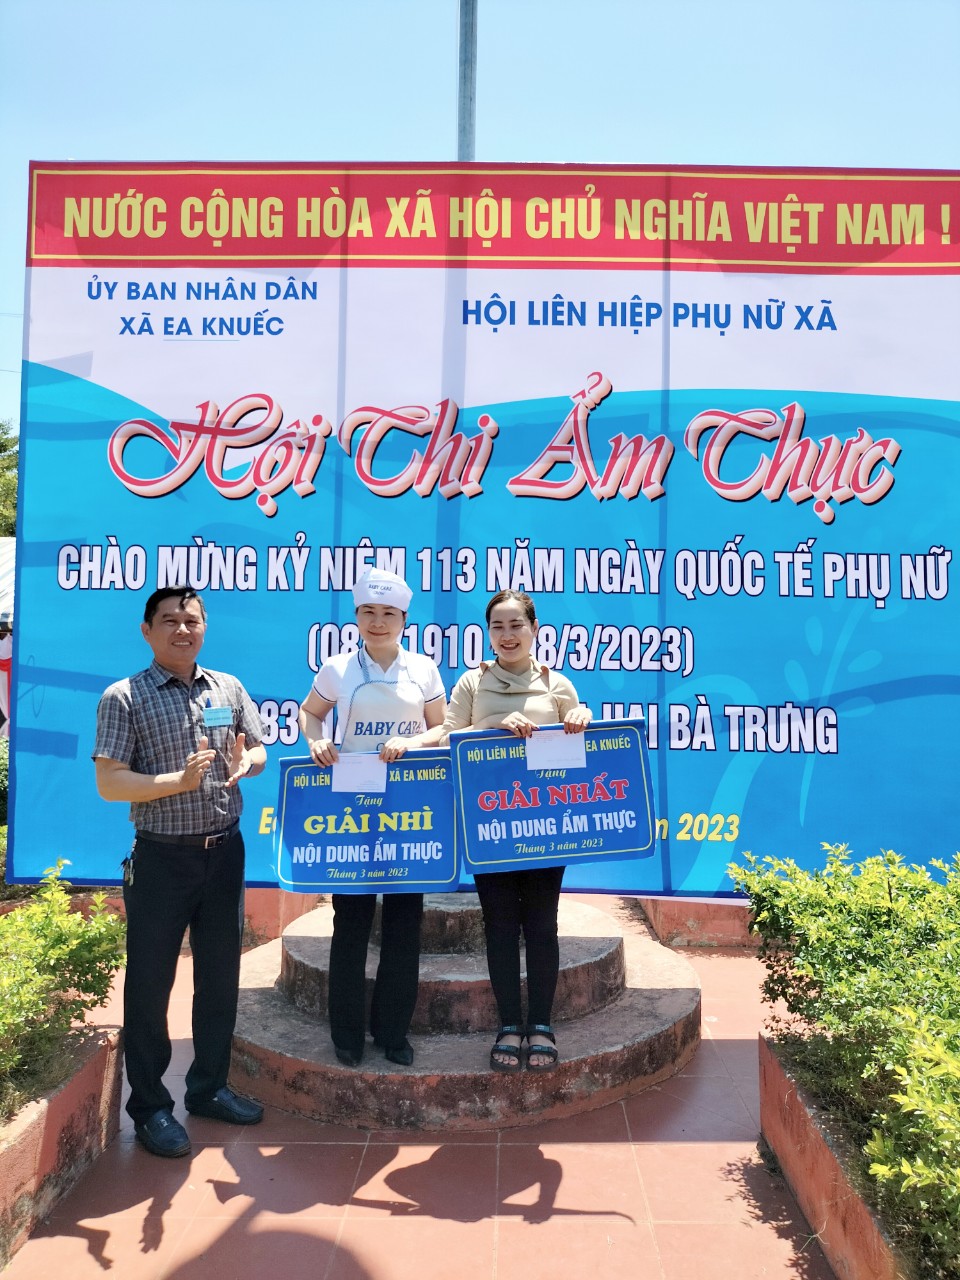 NƯỚC CỘNG HÒA XÃ HỘI CHỦ NGHĨA VIỆT NAM !
ỦY BAN NHÂN DÂN
XÃ EA KNUẾC
HỘI LIÊN HIỆP PHỤ NỮ XÃ
Hội Thi Ẩm Thực
CHÀO MỪNG KỶ NIỆM 113 NĂM NGÀY QUỐC TẾ PHỤ NỮ
1910 8/3/2023)
83 HAI BÀ TRƯNG
2023
BABY CARE
BABY CARE
HỘI LIÊN XÃ EA KNUẾC
Tặng
GIẢI NHÌ
NỘI DUNG ẨM THỰC
Tháng 3 năm 2023
HỘI LIÊN HIỆP EA KNUẾC
Tặng
GIẢI NHẤT
NỘI DUNG ẨM THỰC
Tháng 3 năm 2023